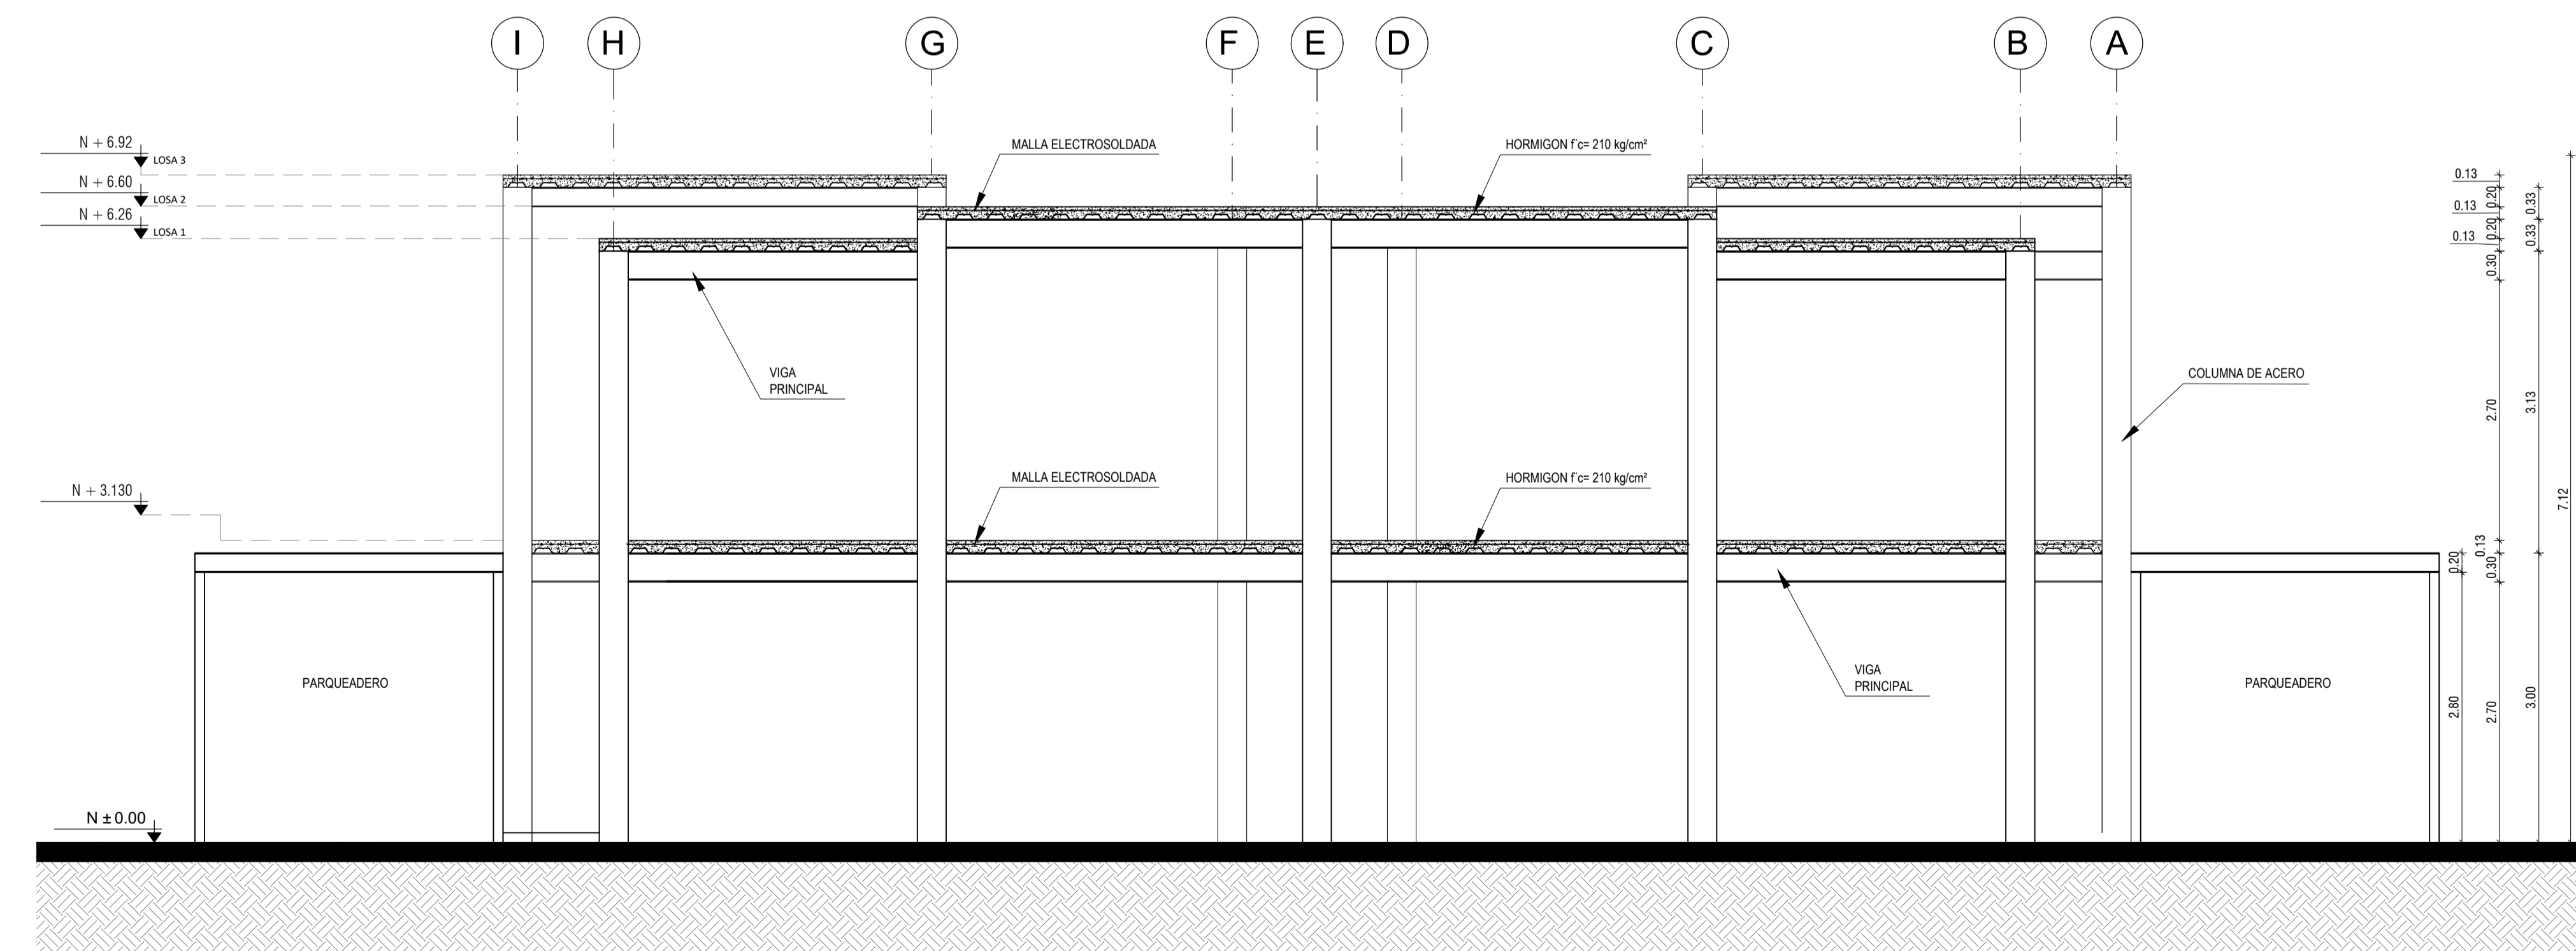 I H G F E D C B A
N + 6.92
LOSA 3
N + 6.60
LOSA 2
N + 6.26
LOSA 1
MALLA ELECTROSOLDADA
HORMIGON f´c= 210 kg/cm²
VIGA
PRINCIPAL
COLUMNA DE ACERO
N + 3.130
MALLA ELECTROSOLDADA
HORMIGON f´c= 210 kg/cm²
VIGA
PRINCIPAL
PARQUEADERO
PARQUEADERO
N ± 0.00
0.13
0.13
0.13
0.20
0.20
0.30
2.70
0.13
0.30
2.70
0.20
2.80
0.33
0.33
3.13
3.00
7.12